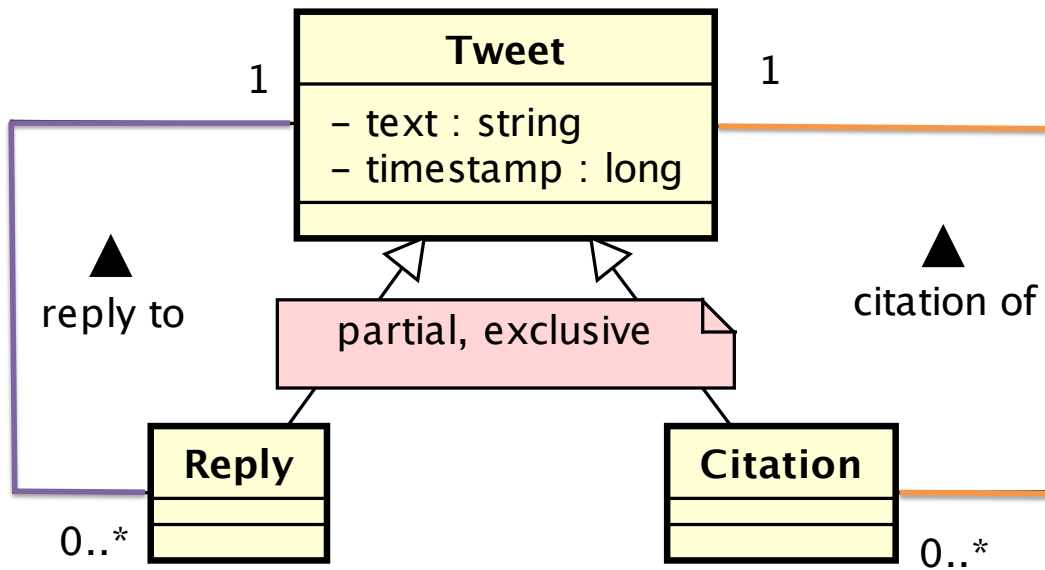 Tweet
1
1
– text : string
– timestamp : long
reply to
citation of
partial, exclusive
Reply
Citation
0..*
0..*